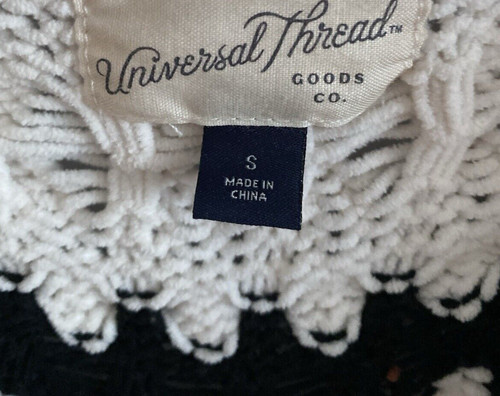 Universal Thread™
GOODS
CO.
S
MADE IN
CHINA